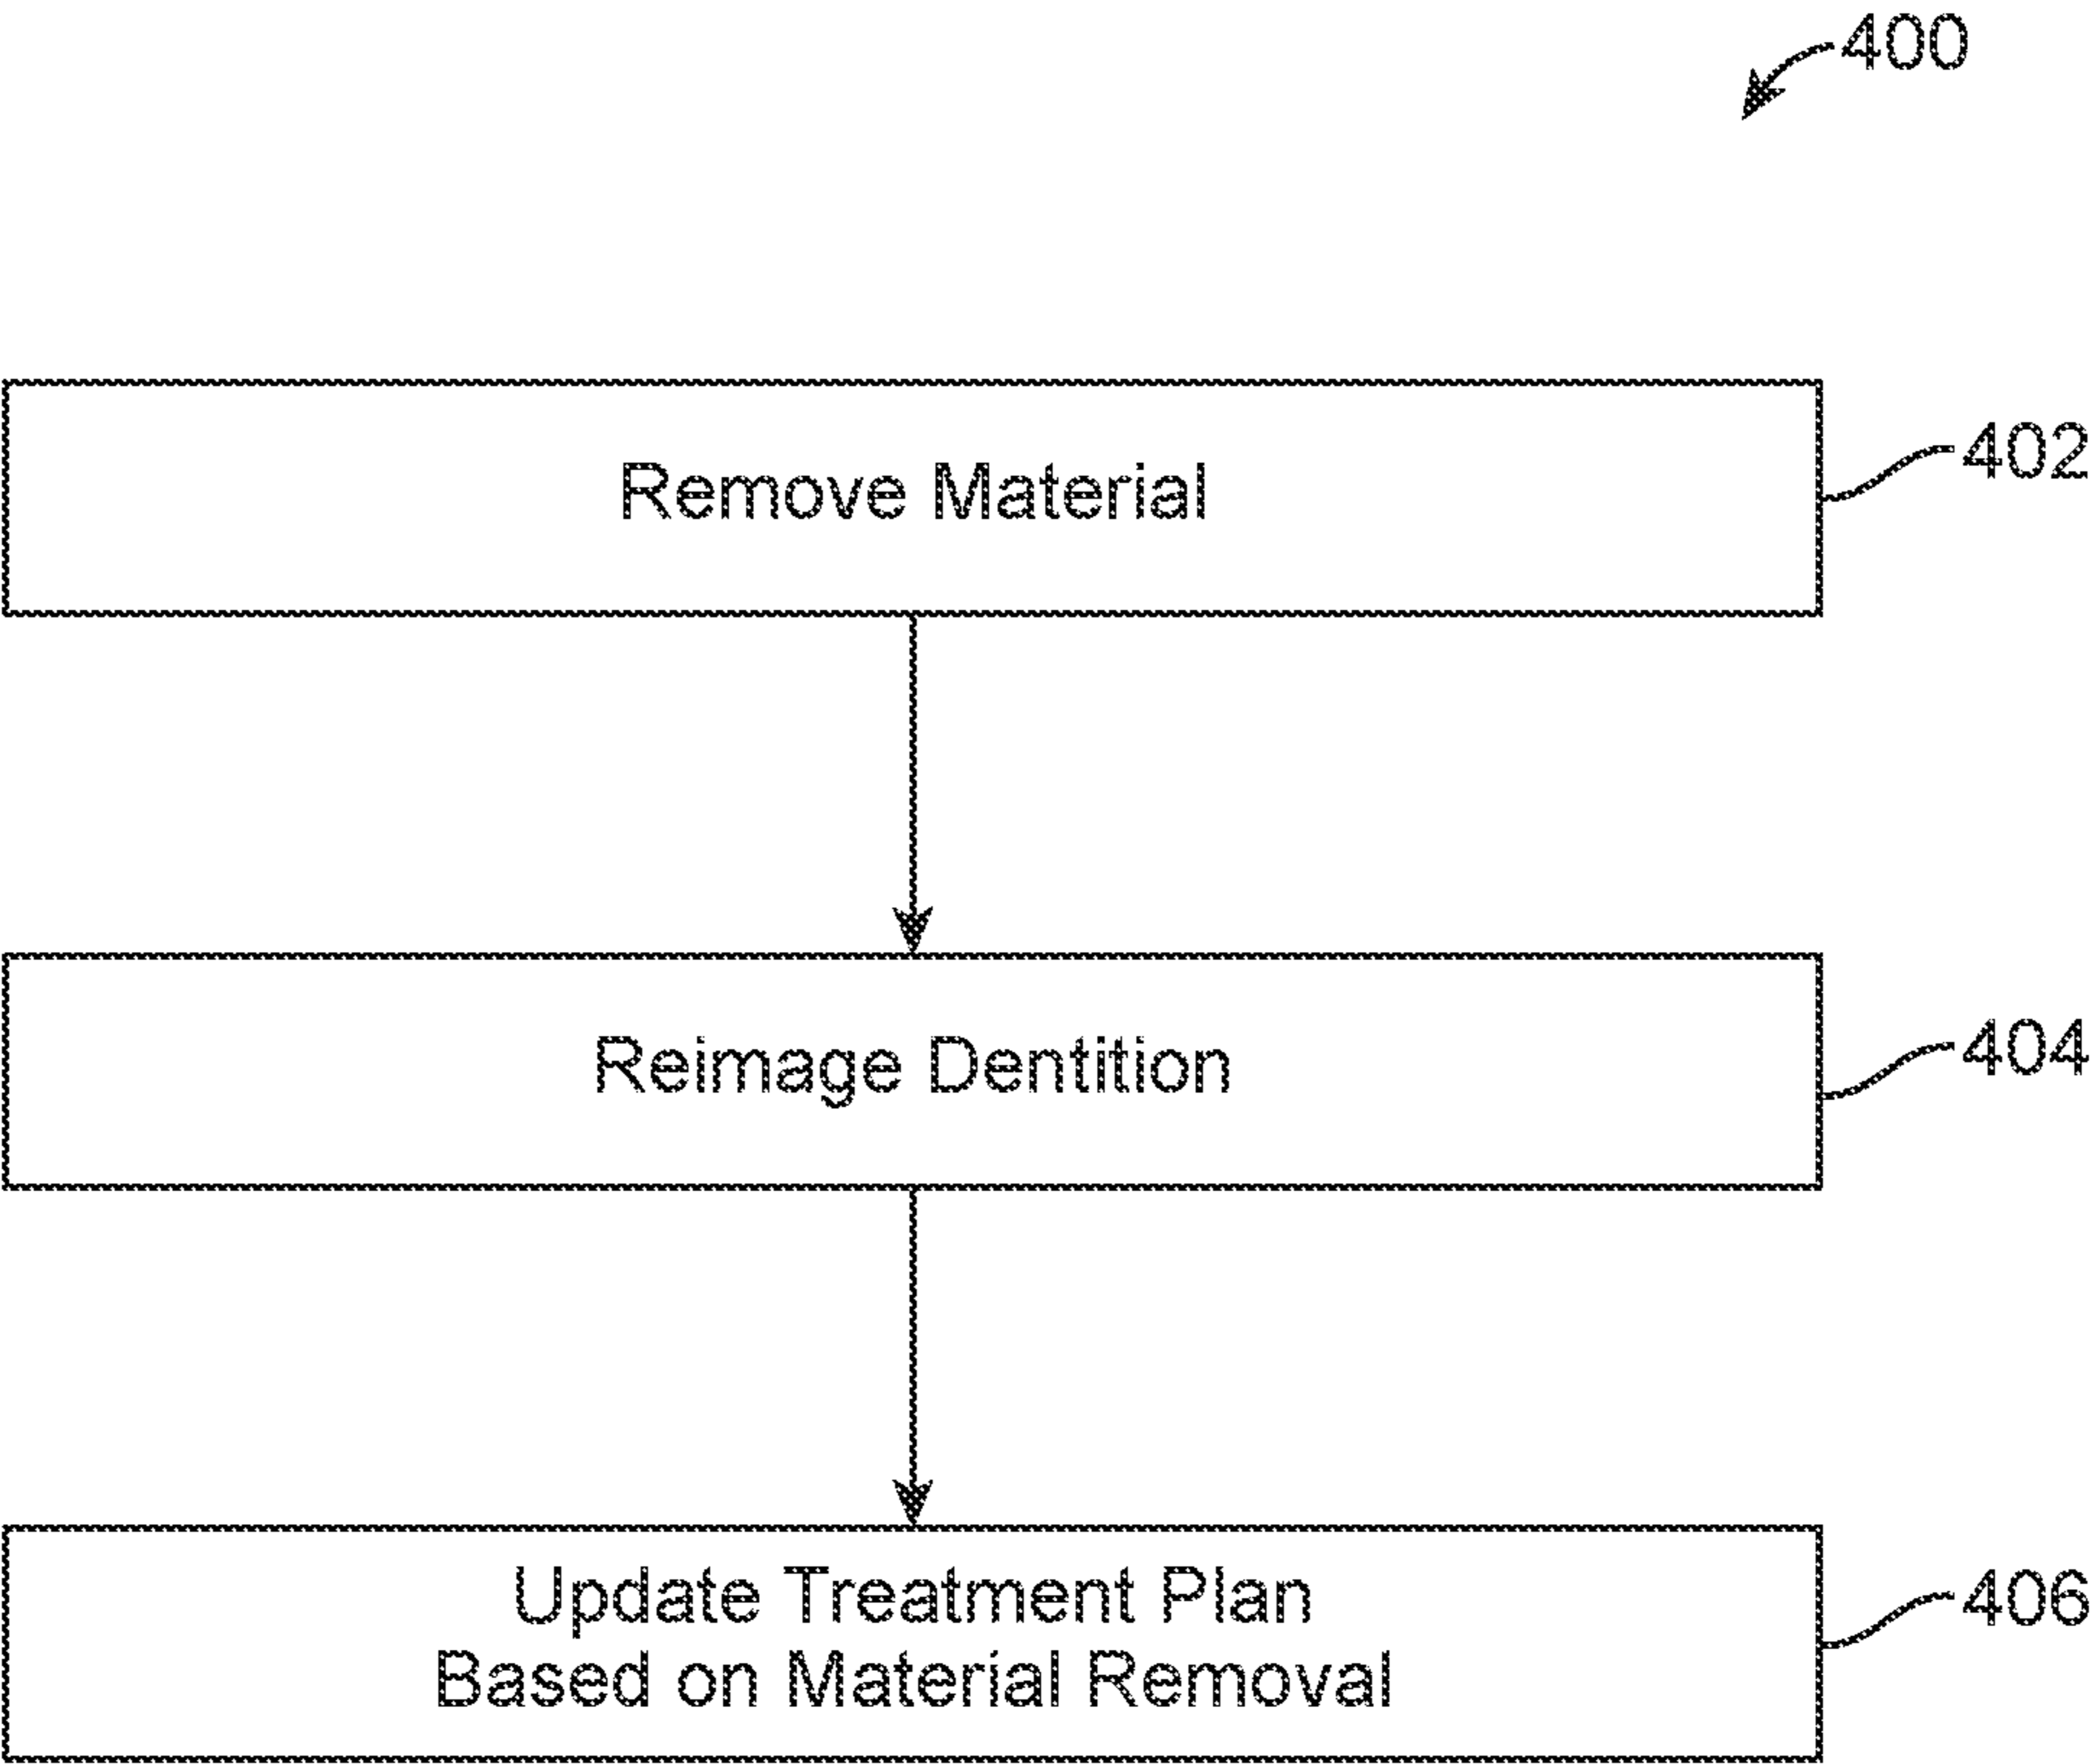 400
Remove Material
402
Reimage Dentition
404
Update Treatment Plan
Based on Material Removal
406